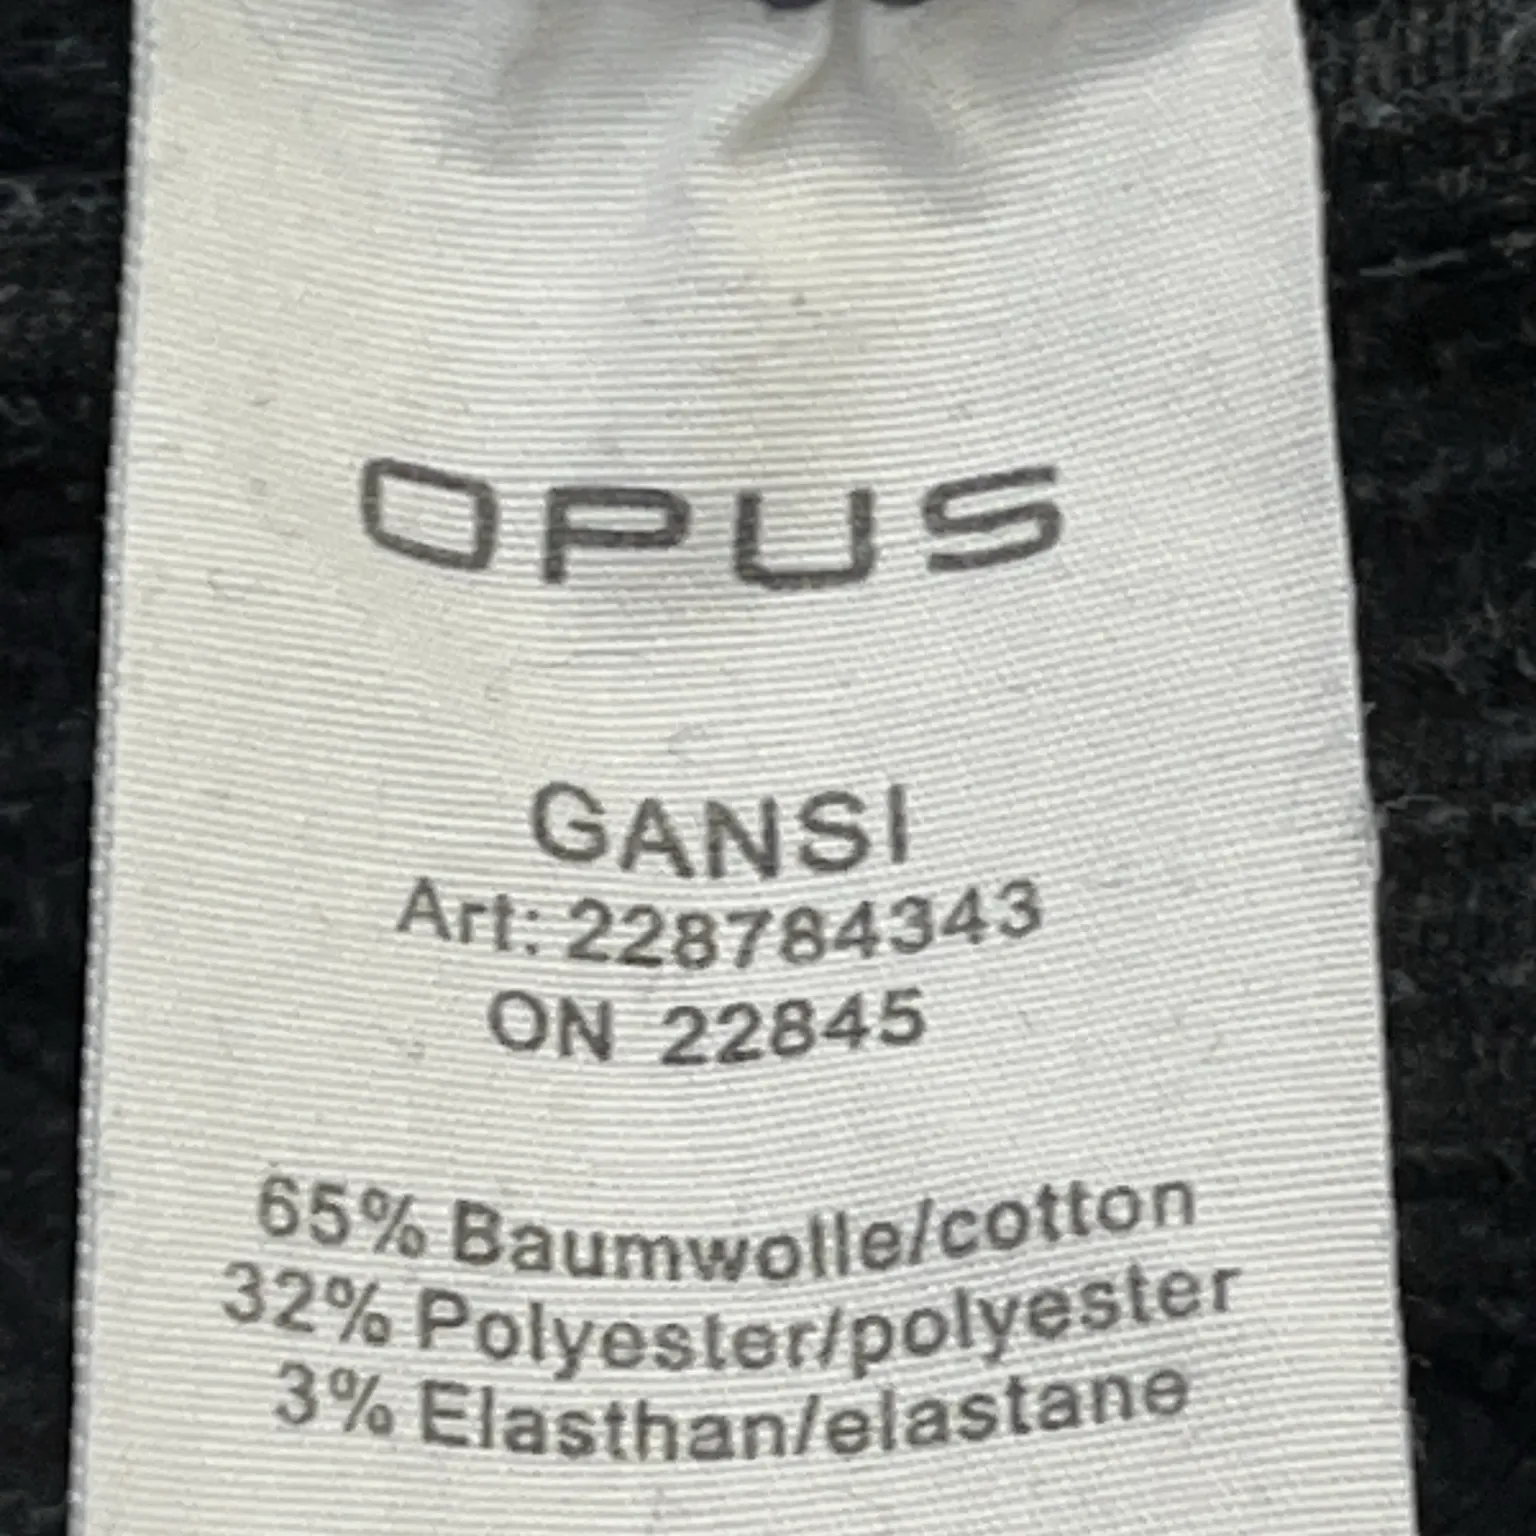 OPUS
GANSI
Art: 228784343
ON 22845
65% Baumwolle/cotton
32% Polyester/polyester
3% Elasthan/elastane